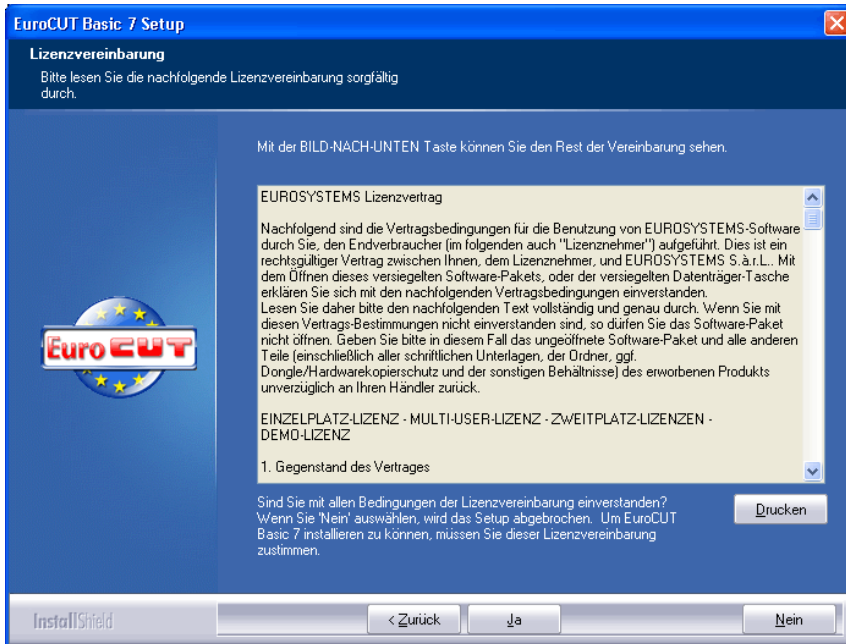 EuroCUT Basic 7 Setup
Lizenzvereinbarung
Bitte lesen Sie die nachfolgende Lizenzvereinbarung sorgfältig
durch.
Mit der BILD-NACH-UNTEN Taste können Sie den Rest der Vereinbarung sehen.
EUROSYSTEMS Lizenzvertrag
Nachfolgend sind die Vertragsbedingungen für die Benutzung von EUROSYSTEMS-Software
durch Sie, den Endverbraucher (im folgenden auch "Lizenznehmer") aufgeführt. Dies ist ein
rechtsgültiger Vertrag zwischen Ihnen, dem Lizenznehmer, und EUROSYSTEMS S.à.r.L.. Mit
dem Öffnen dieses versiegelten Software-Pakets, oder der versiegelten Datenträger-Tasche
erklären Sie sich mit den nachfolgenden Vertragsbedingungen einverstanden.
Lesen Sie daher bitte den nachfolgenden Text vollständig und genau durch. Wenn Sie mit
diesen Vertrags-Bestimmungen nicht einverstanden sind, so dürfen Sie das Software-Paket
nicht öffnen. Geben Sie bitte in diesem Fall das ungeöffnete Software-Paket und alle anderen
Teile (einschließlich aller schriftlichen Unterlagen, der Ordner, ggf.
Dongle/Hardwarekopierschutz und der sonstigen Behältnisse) des erworbenen Produkts
unverzüglich an Ihren Händler zurück.
EINZELPLATZ-LIZENZ - MULTI-USER-LIZENZ - ZWEITPLATZ-LIZENZEN -
DEMO-LIZENZ
1. Gegenstand des Vertrages
Euro CUT
Sind Sie mit allen Bedingungen der Lizenzvereinbarung einverstanden?
Wenn Sie 'Nein' auswählen, wird das Setup abgebrochen. Um EuroCUT
Basic 7 installieren zu können, müssen Sie dieser Lizenzvereinbarung
zustimmen.
Drucken
InstallShield
< Zurück
Ja
Nein